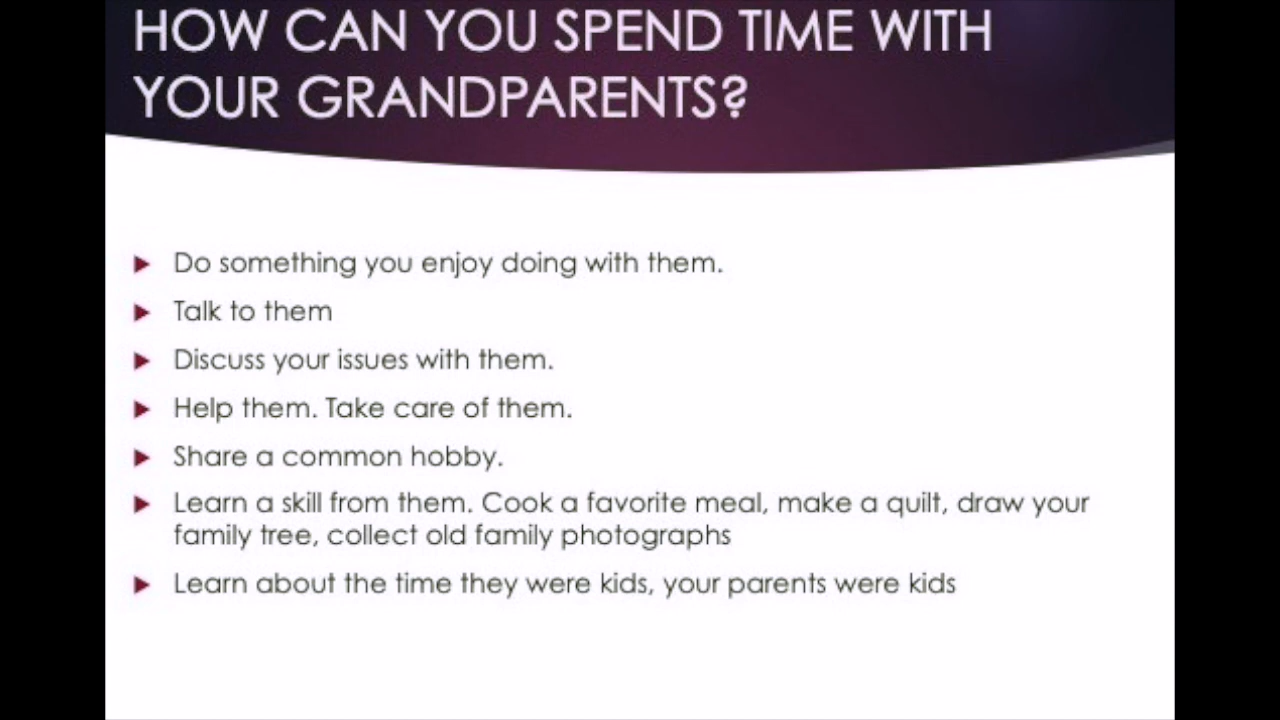 HOW CAN YOU SPEND TIME WITH
YOUR GRANDPARENTS?
Do something you enjoy doing with them.
Talk to them
Discuss your issues with them.
Help them. Take care of them.
Share a common hobby.
Learn a skill from them. Cook a favorite meal, make a quilt, draw your
family tree, collect old family photographs
Learn about the time they were kids, your parents were kids